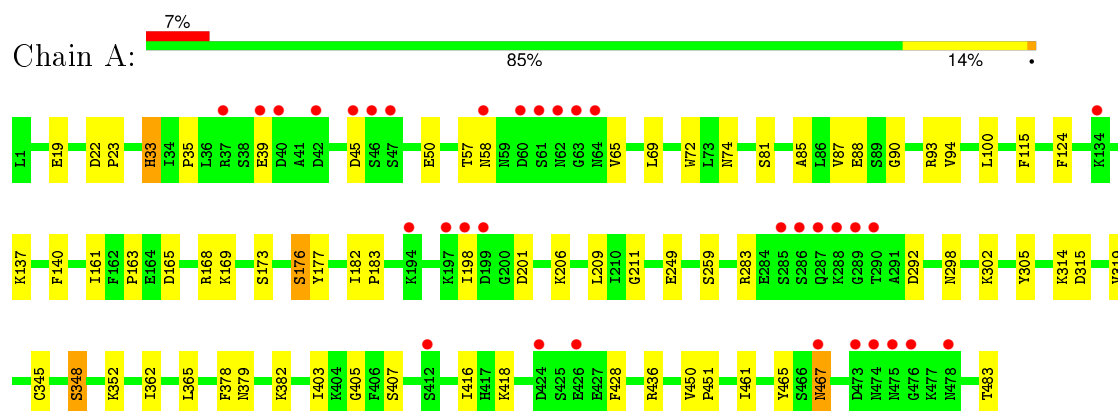 7%
Chain A:
85% 14% •
L1 E19 D22 P23 H33 I34 P35 L36 R37 S38 E39 D40 A41 D42 D45 S46 S47 E50 T57 N58 N59 D60 S61 N62 G63 N64 V65 L69 W72 L73 N74 S81 A85 L86 V87 E88 S89 G90 R93 V94 L100 F115 F124 K134
K137 F140 I161 F162 P163 E164 D165 R168 K169 S173 S176 Y177 I182 P183 K194 K197 I198 D199 G200 D201 K206 L209 I210 G211 E249 S259 R283 E284 S285 S286 Q287 K288 G289 T290 A291 D292 N298 K302 Y305 K314 D315
C345 S348 K352 I362 L365 F378 N379 K382 I403 K404 G405 F406 S407 S412 I416 H417 K418 D424 S425 E426 E427 F428 R436 V450 P451 I461 Y465 S466 N467 D473 N474 N475 G476 K477 N478 T483